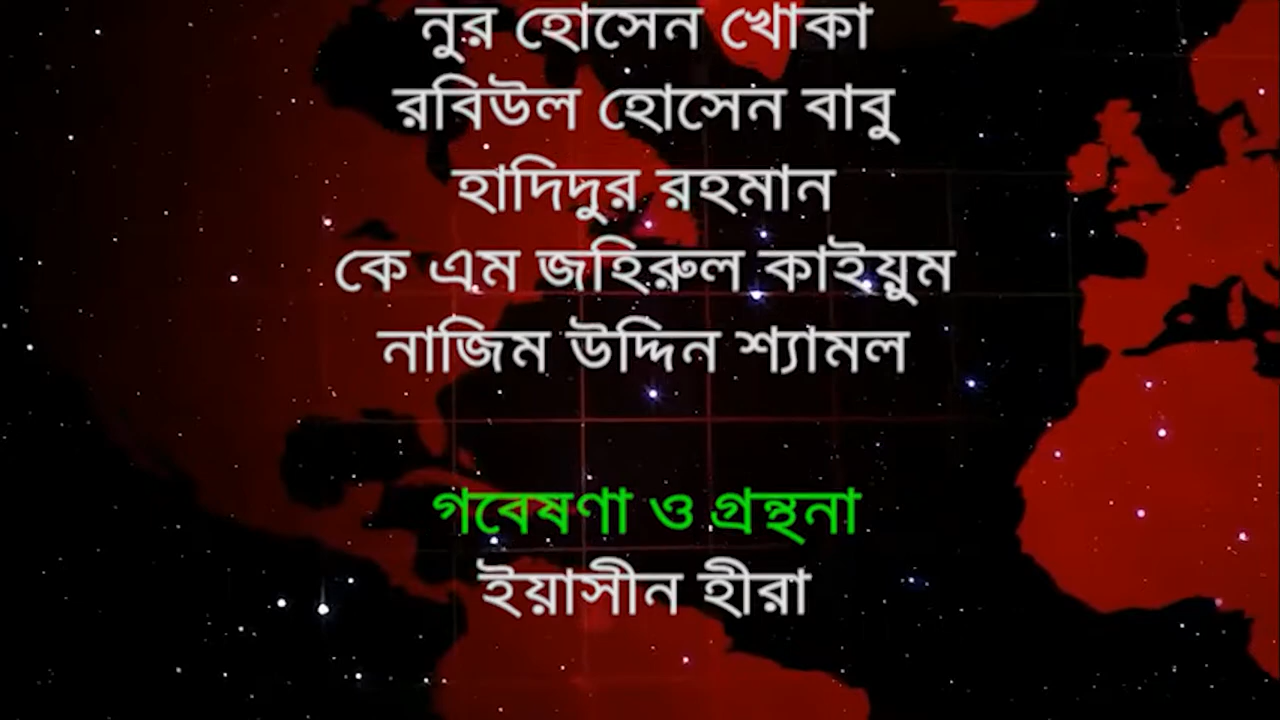 নুর হোসেন খোকা
রবিউল হোসেন বাবু
হাদিদুর রহমান
কে এম জহিরুল কাইয়ুম
নাজিম উদ্দিন শ্যামল
গবেষণা ও গ্রন্থনা
ইয়াসীন হীরা